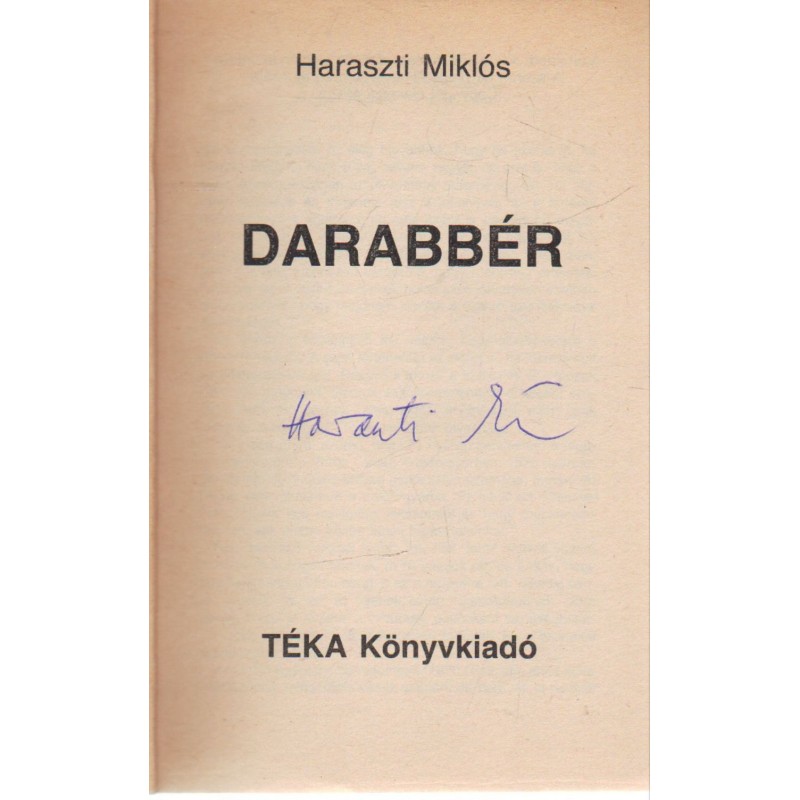 Haraszti Miklós
DARABBÉR
Haraszti
TÉKA Könyvkiadó